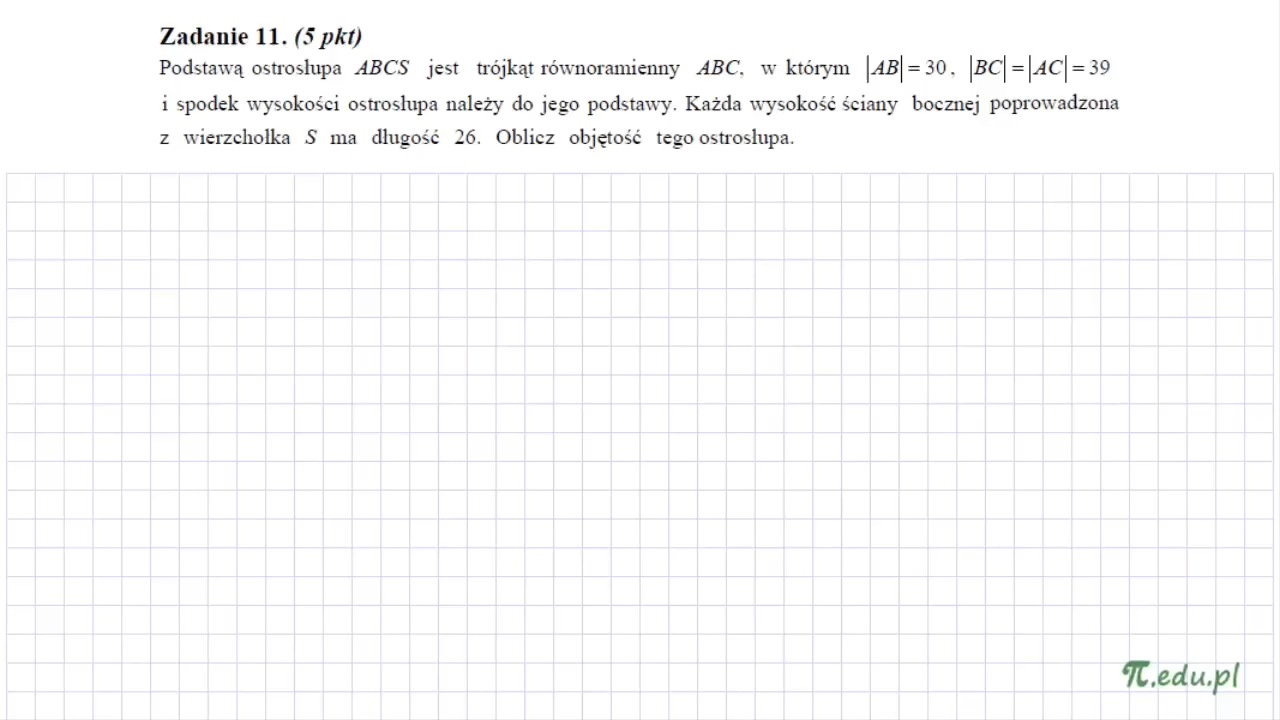 Zadanie 11. (5 pkt)
Podstawą ostrosłupa ABCS jest trójkąt równoramienny ABC, w którym |AB| = 30, |BC| = |AC| = 39
i spodek wysokości ostrosłupa należy do jego podstawy. Każda wysokość ściany bocznej poprowadzona
z wierzchołka S ma długość 26. Oblicz objętość tego ostrosłupa.
π.edu.pl